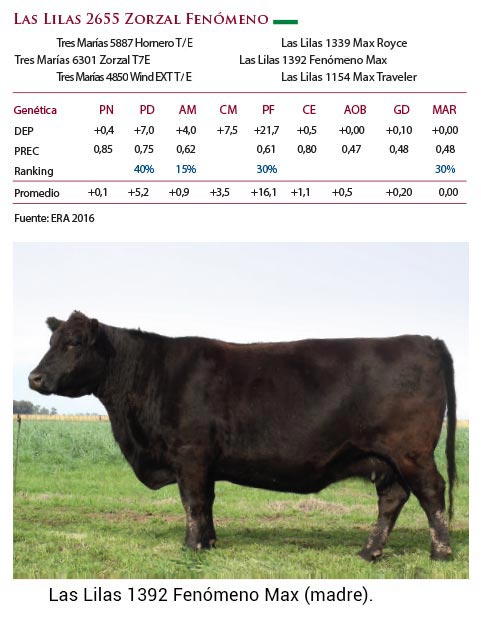 Las Lilas 2655 Zorzal Fenómeno
Tres Marías 5887 Hornero T/E Las Lilas 1339 Max Royce
Tres Marías 6301 Zorzal T7E Las Lilas 1392 Fenómeno Max
Tres Marías 4850 Wind EXT T/E Las Lilas 1154 Max Traveler
Genética PN PD AM CM PF CE AOB GD MAR
DEP +0,4 +7,0 +4,0 +7,5 +21,7 +0,5 +0,00 +0,10 +0,00
PREC 0,85 0,75 0,62 0,61 0,80 0,47 0,48 0,48
Ranking 40% 15% 30% 30%
Promedio +0,1 +5,2 +0,9 +3,5 +16,1 +1,1 +0,5 +0,20 0,00
Fuente: ERA 2016
Las Lilas 1392 Fenómeno Max (madre).